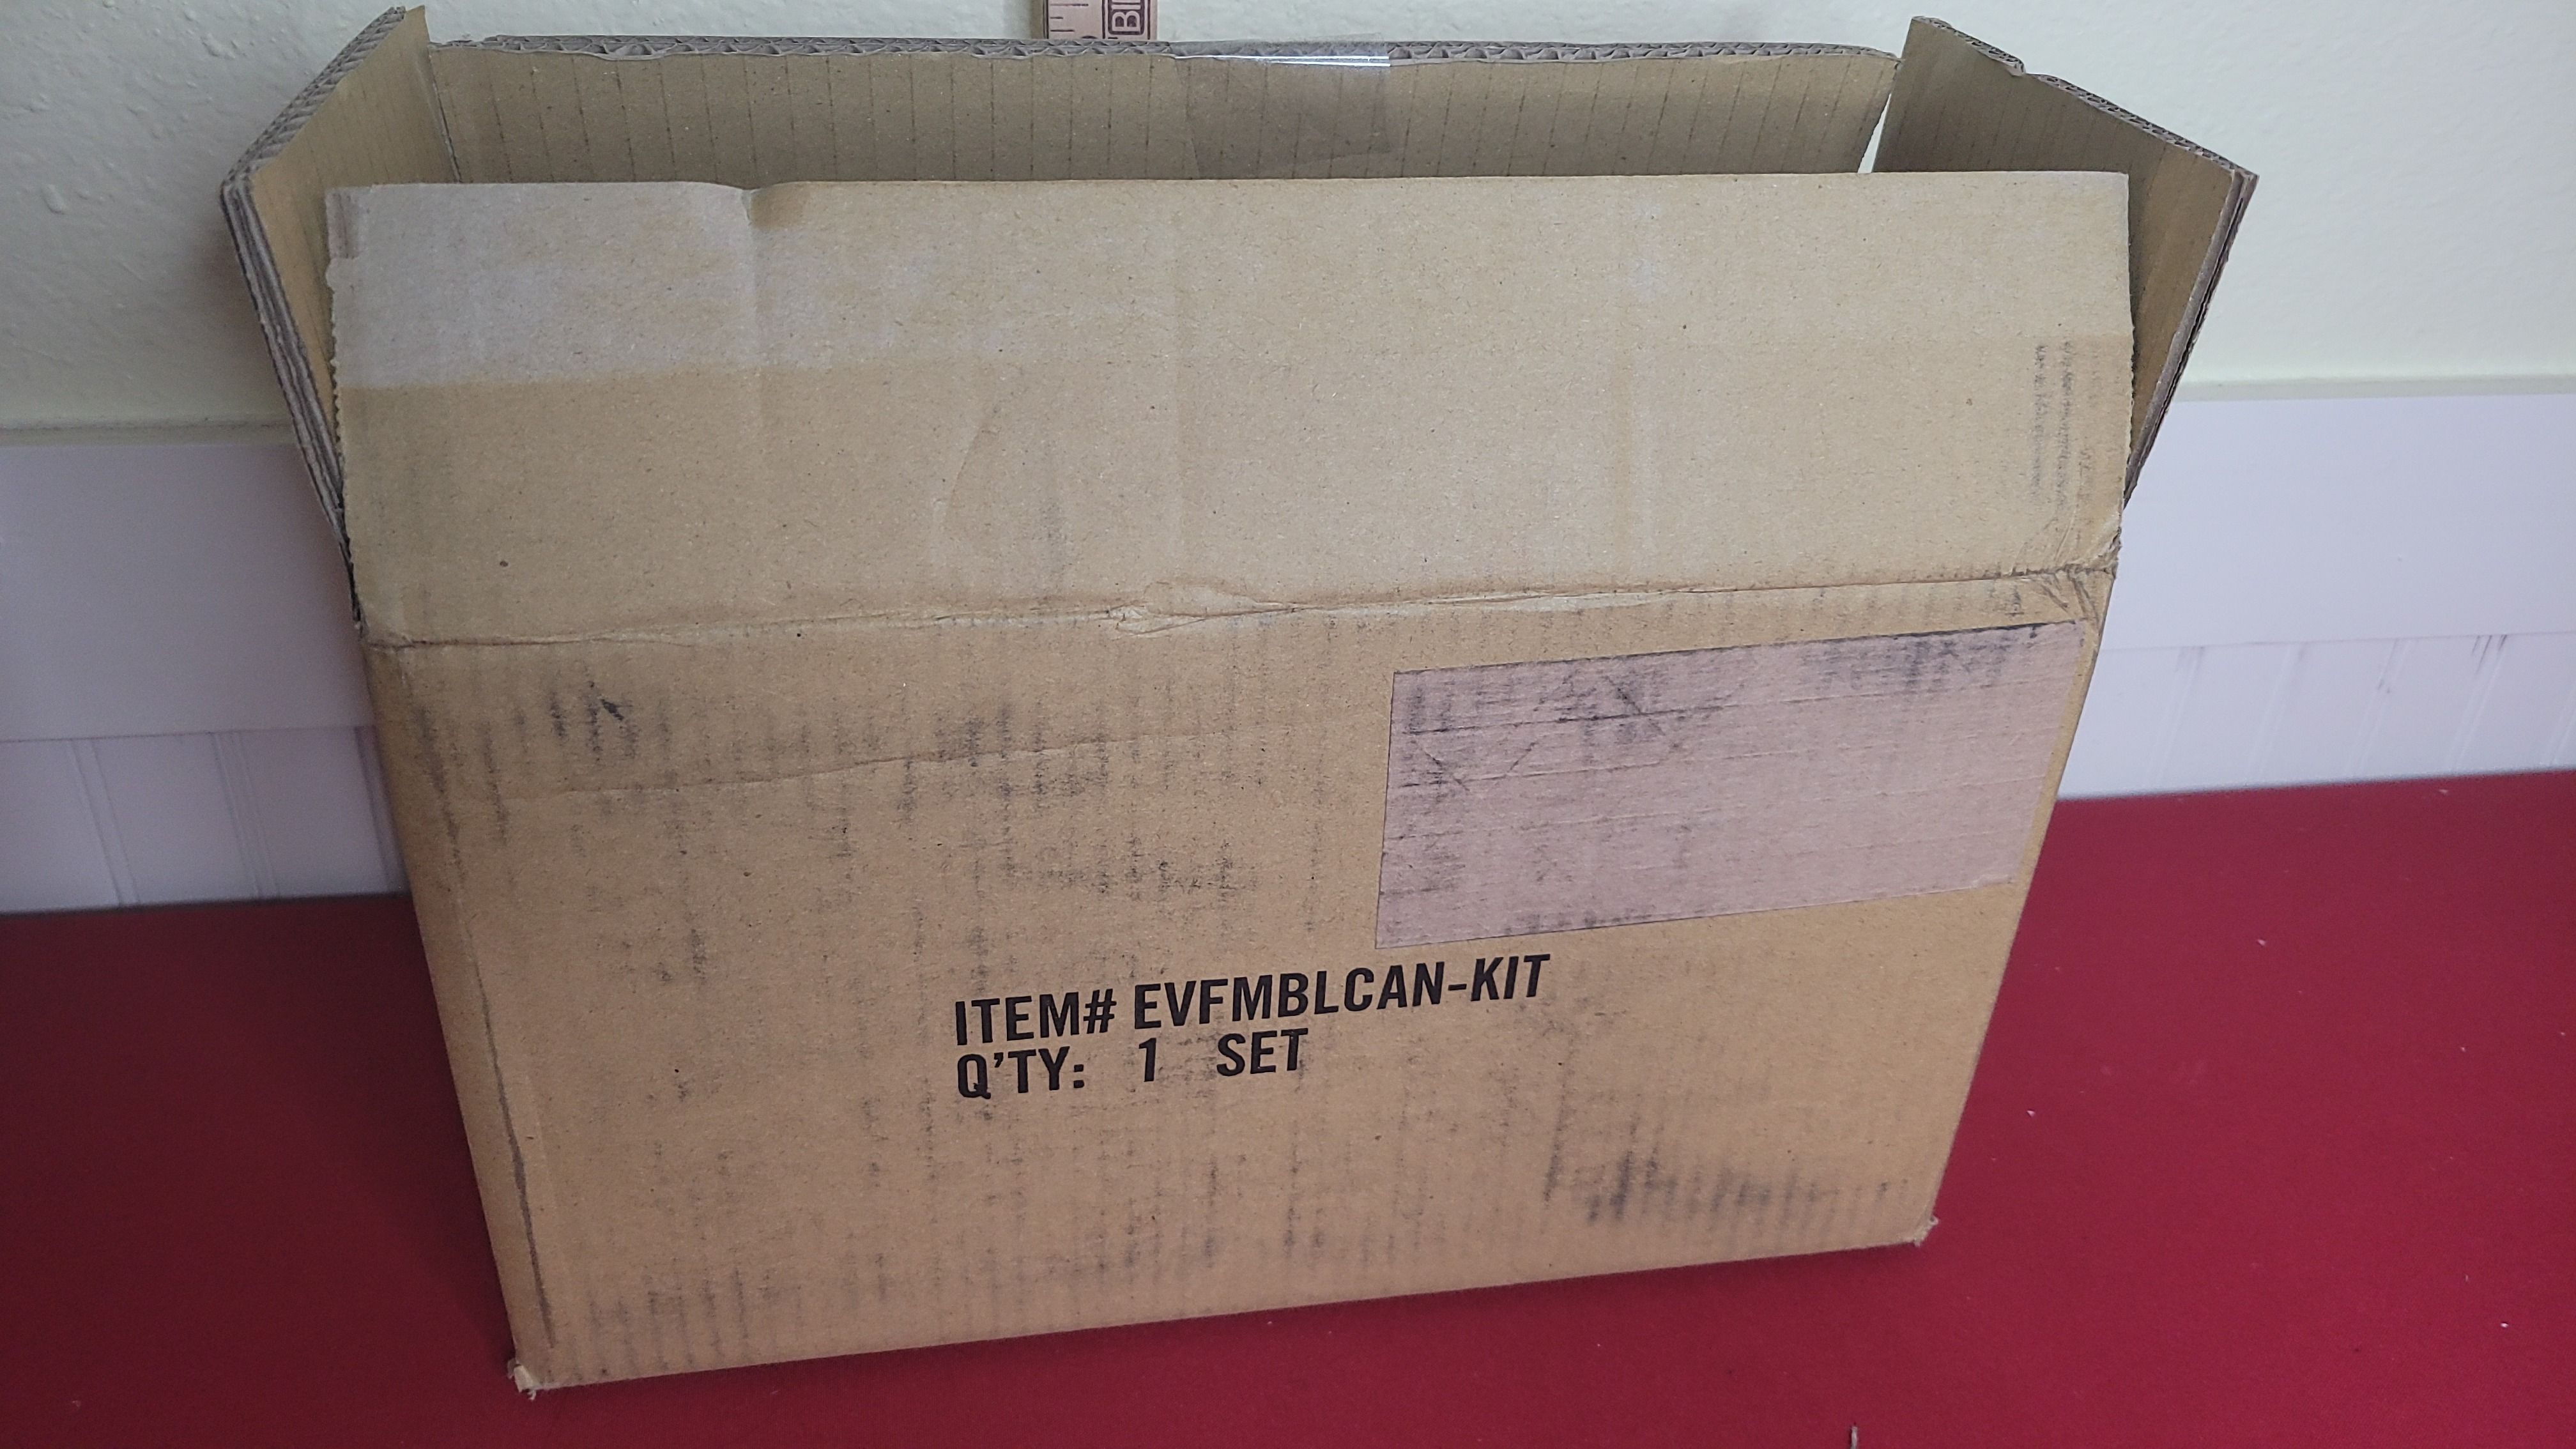 ITEM# EVFMBLCAN-KIT
Q'TY: 1 SET